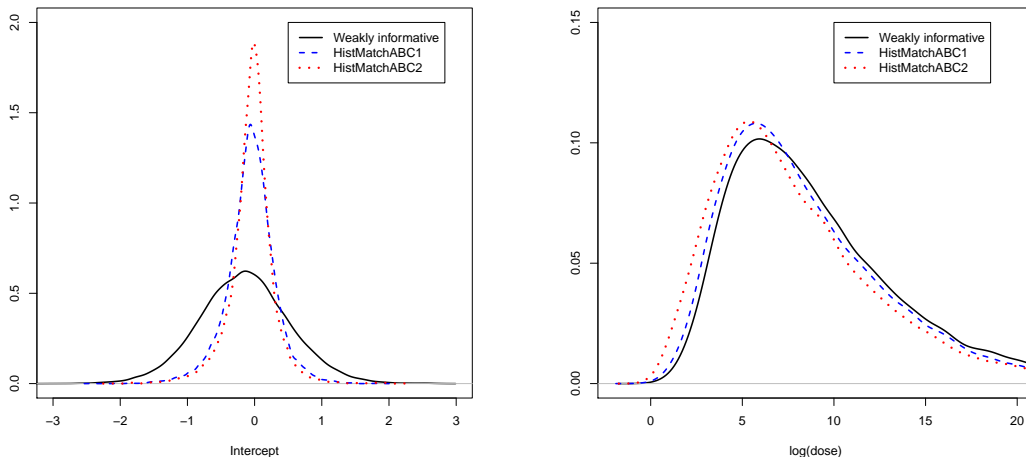 2.0
1.5
1.0
0.5
0.0
Weakly informative
HistMatchABC1
HistMatchABC2
−3 −2 −1 0 1 2 3
Intercept
0.15
0.10
0.05
0.00
Weakly informative
HistMatchABC1
HistMatchABC2
0 5 10 15 20
log(dose)